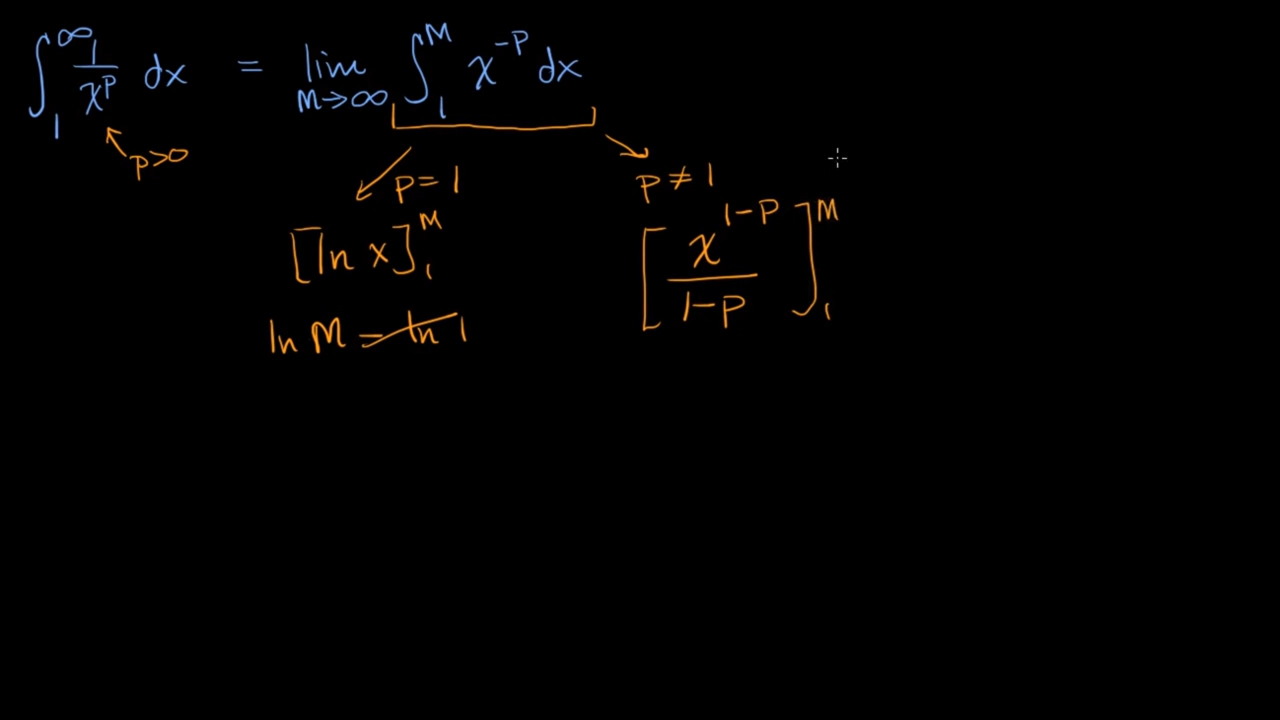 ∫₁^∞ 1/x^p dx = lim_{M→∞} ∫₁^M x^{-p} dx
p>0
p = 1
p ≠ 1
[ln x]₁^M
[x^{1-p}/(1-p)]₁^M
ln M - ln 1